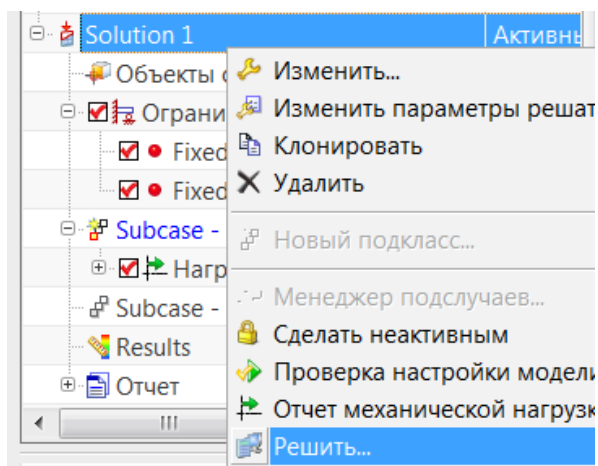 Solution 1 Активны
Объекты
Изменить...
Ограни
Изменить параметры решат
Fixed
Клонировать
Fixed
Удалить
Subcase -
Новый подкласс...
Нагр
Менеджер подслучаев...
Subcase -
Сделать неактивным
Results
Проверка настройки модели
Отчет
Отчет механической нагрузк
Решить...